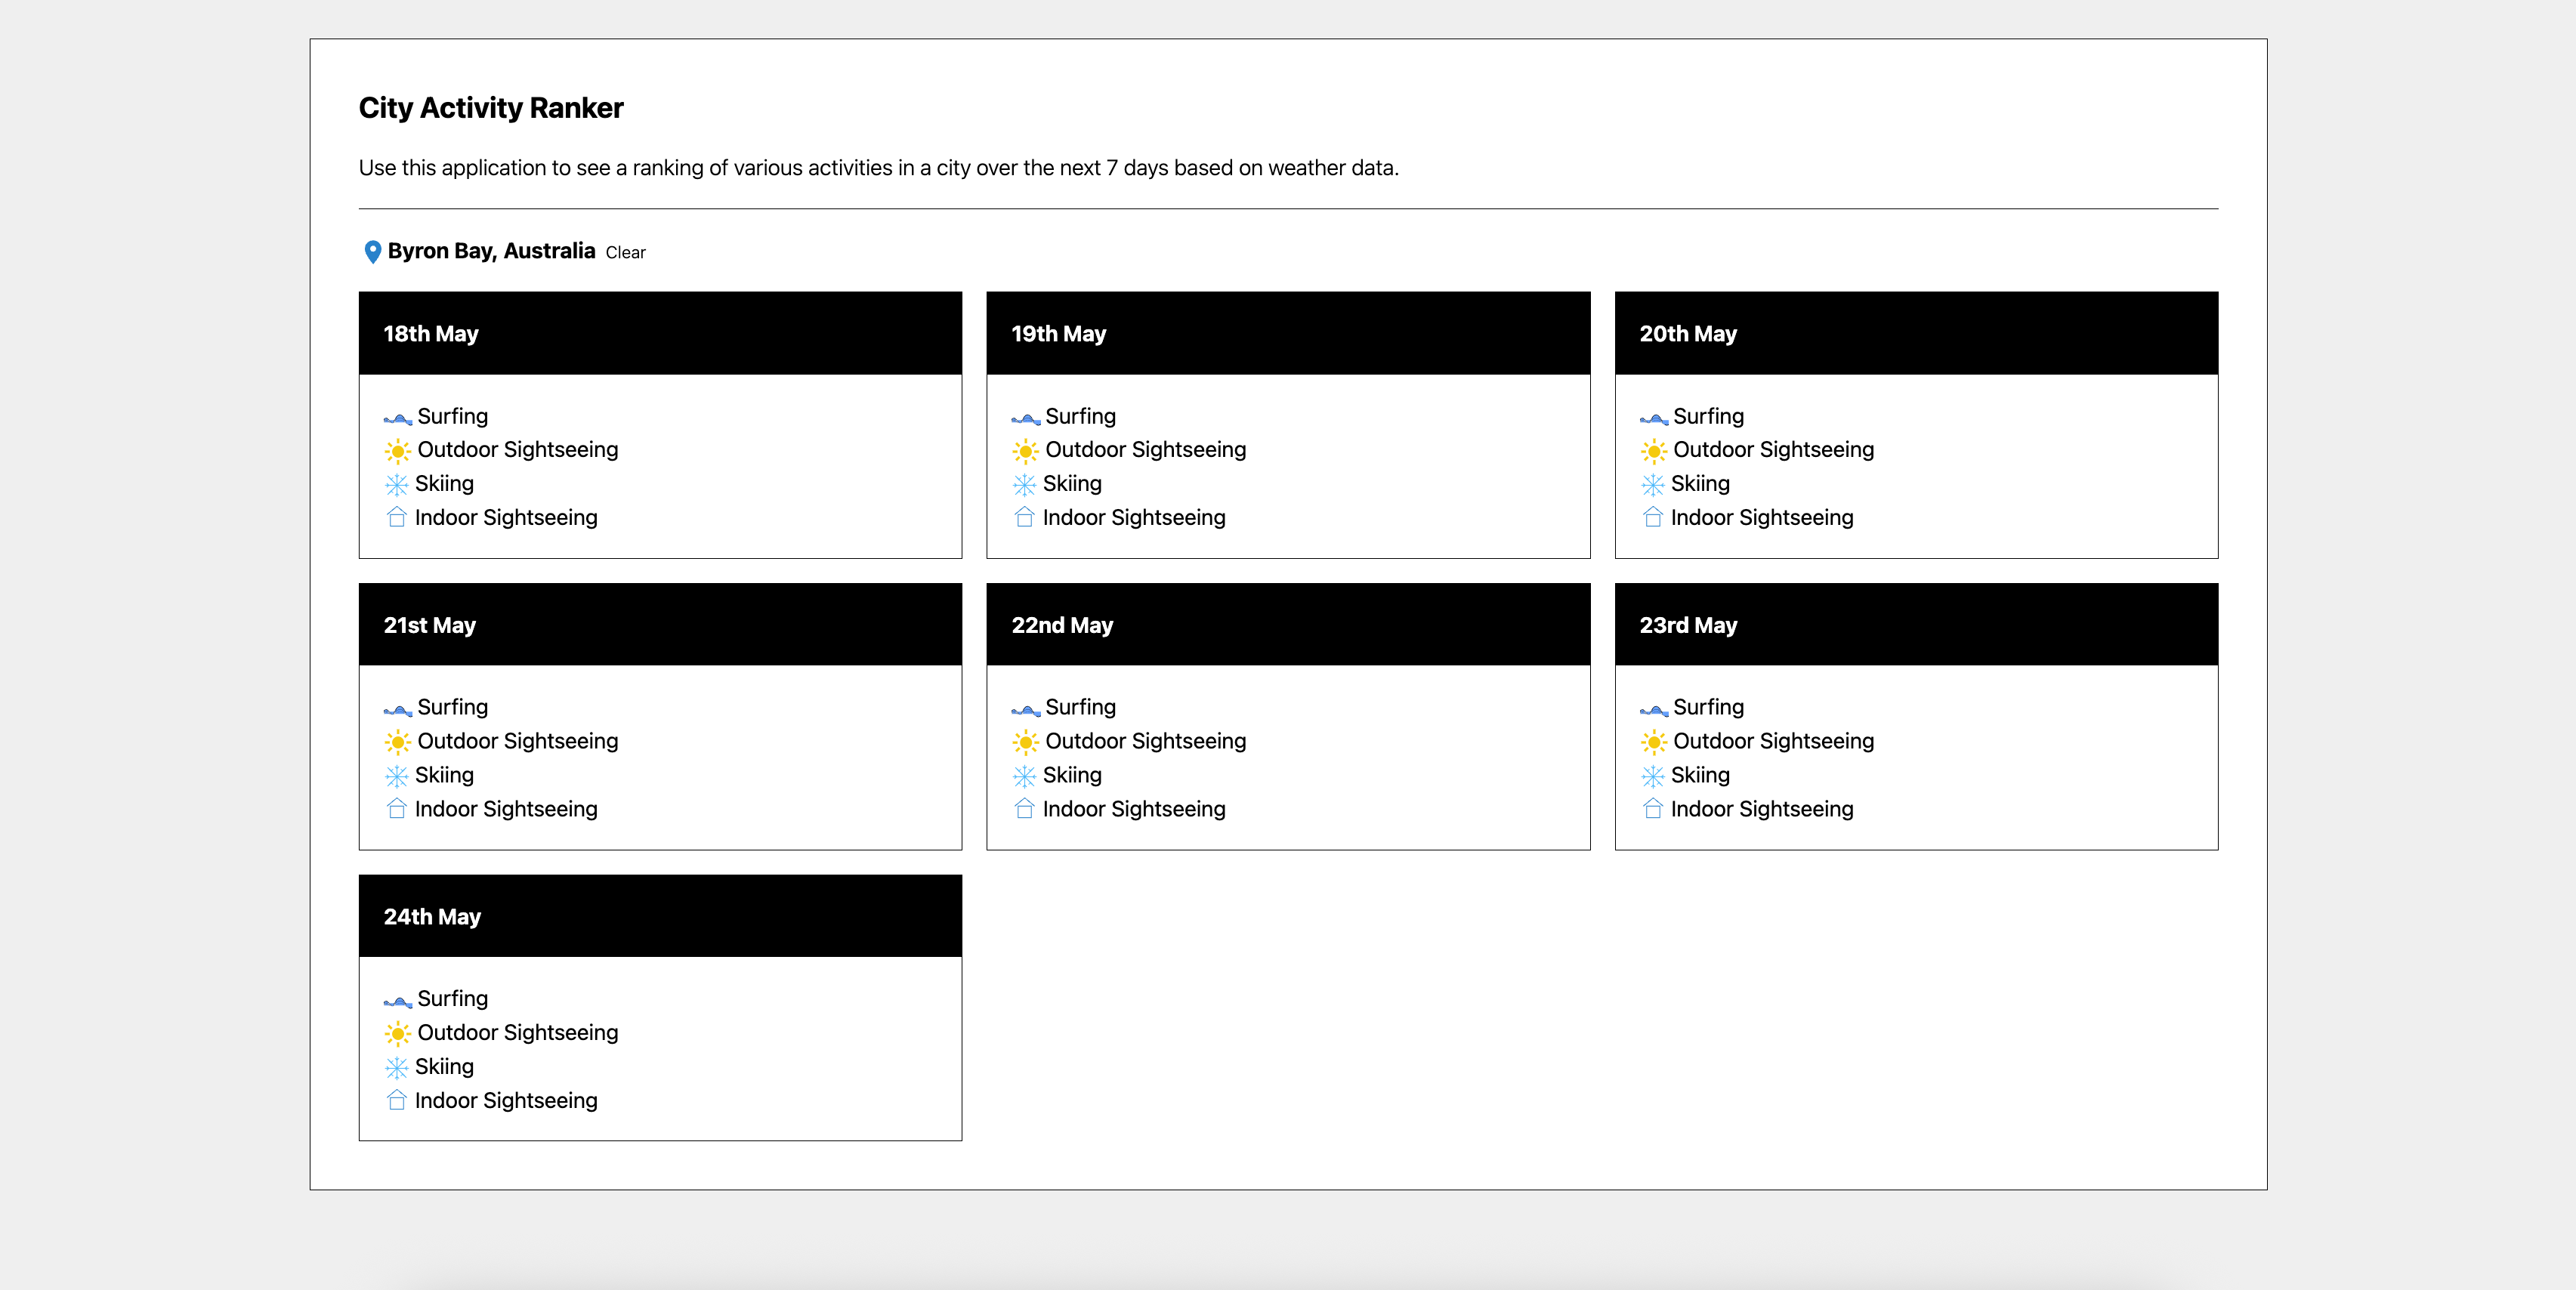 City Activity Ranker
Use this application to see a ranking of various activities in a city over the next 7 days based on weather data.
Byron Bay, Australia Clear
18th May
Surfing
Outdoor Sightseeing
Skiing
Indoor Sightseeing
19th May
Surfing
Outdoor Sightseeing
Skiing
Indoor Sightseeing
20th May
Surfing
Outdoor Sightseeing
Skiing
Indoor Sightseeing
21st May
Surfing
Outdoor Sightseeing
Skiing
Indoor Sightseeing
22nd May
Surfing
Outdoor Sightseeing
Skiing
Indoor Sightseeing
23rd May
Surfing
Outdoor Sightseeing
Skiing
Indoor Sightseeing
24th May
Surfing
Outdoor Sightseeing
Skiing
Indoor Sightseeing